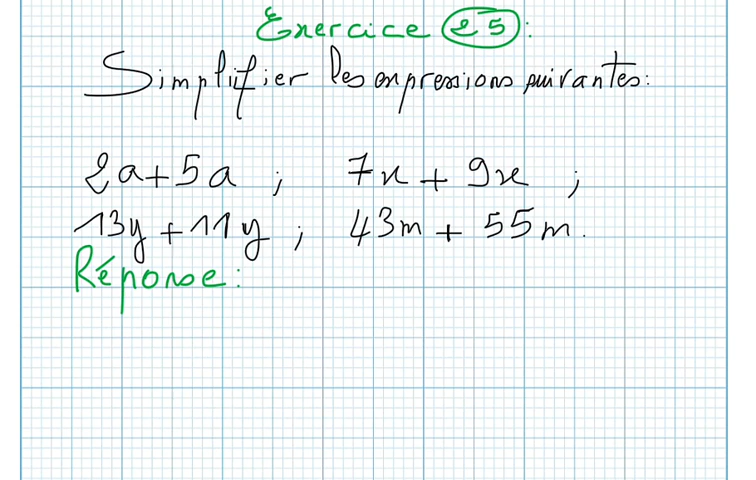 Exercice 25 :
Simplifier les expressions suivantes :
2a + 5a ; 7x + 9x ;
13y + 11y ; 43m + 55m.
Réponse :